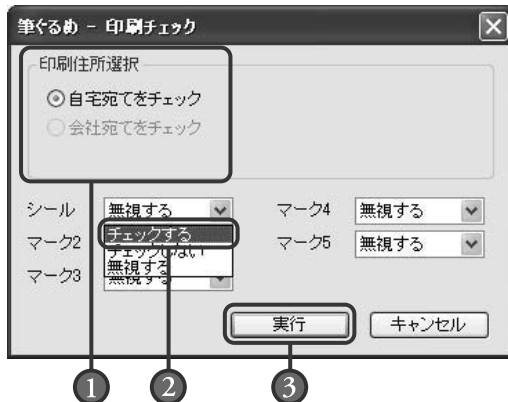 筆ぐるめ - 印刷チェック
印刷住所選択
自宅宛てをチェック
会社宛てをチェック
シール 無視する マーク4 無視する
チェックする
マーク2 チェックしない マーク5 無視する
無視する
マーク3 無視する
実行 キャンセル
1 2 3